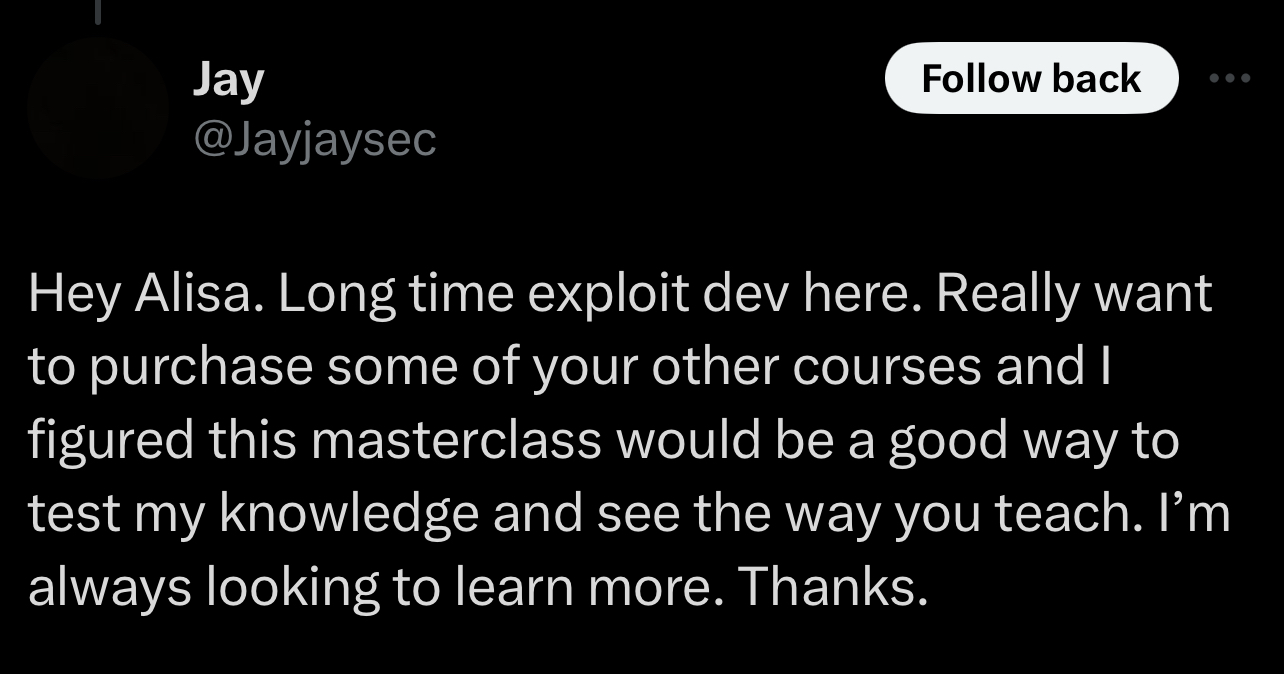 Jay
Follow back
@Jayjaysec
Hey Alisa. Long time exploit dev here. Really want
to purchase some of your other courses and I
figured this masterclass would be a good way to
test my knowledge and see the way you teach. I’m
always looking to learn more. Thanks.